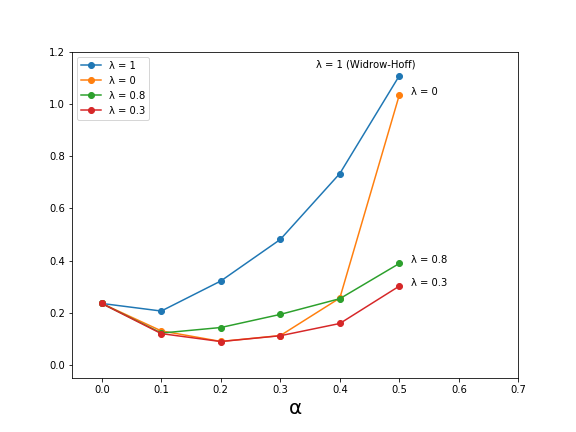 λ = 1
λ = 0
λ = 0.8
λ = 0.3
λ = 1 (Widrow-Hoff)
λ = 0
λ = 0.8
λ = 0.3
1.2
1.0
0.8
0.6
0.4
0.2
0.0
0.0 0.1 0.2 0.3 0.4 0.5 0.6 0.7
α